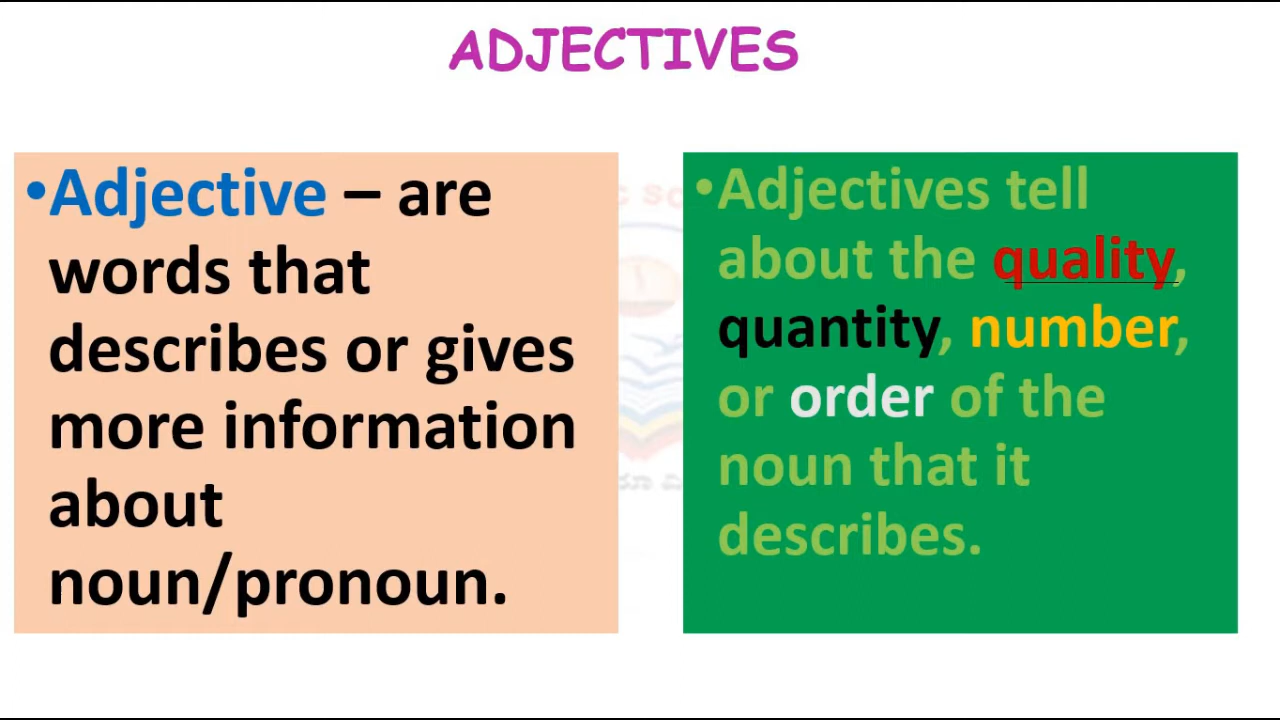 ADJECTIVES
•Adjective – are
words that
describes or gives
more information
about
noun/pronoun.
•Adjectives tell
about the quality,
quantity, number,
or order of the
noun that it
describes.